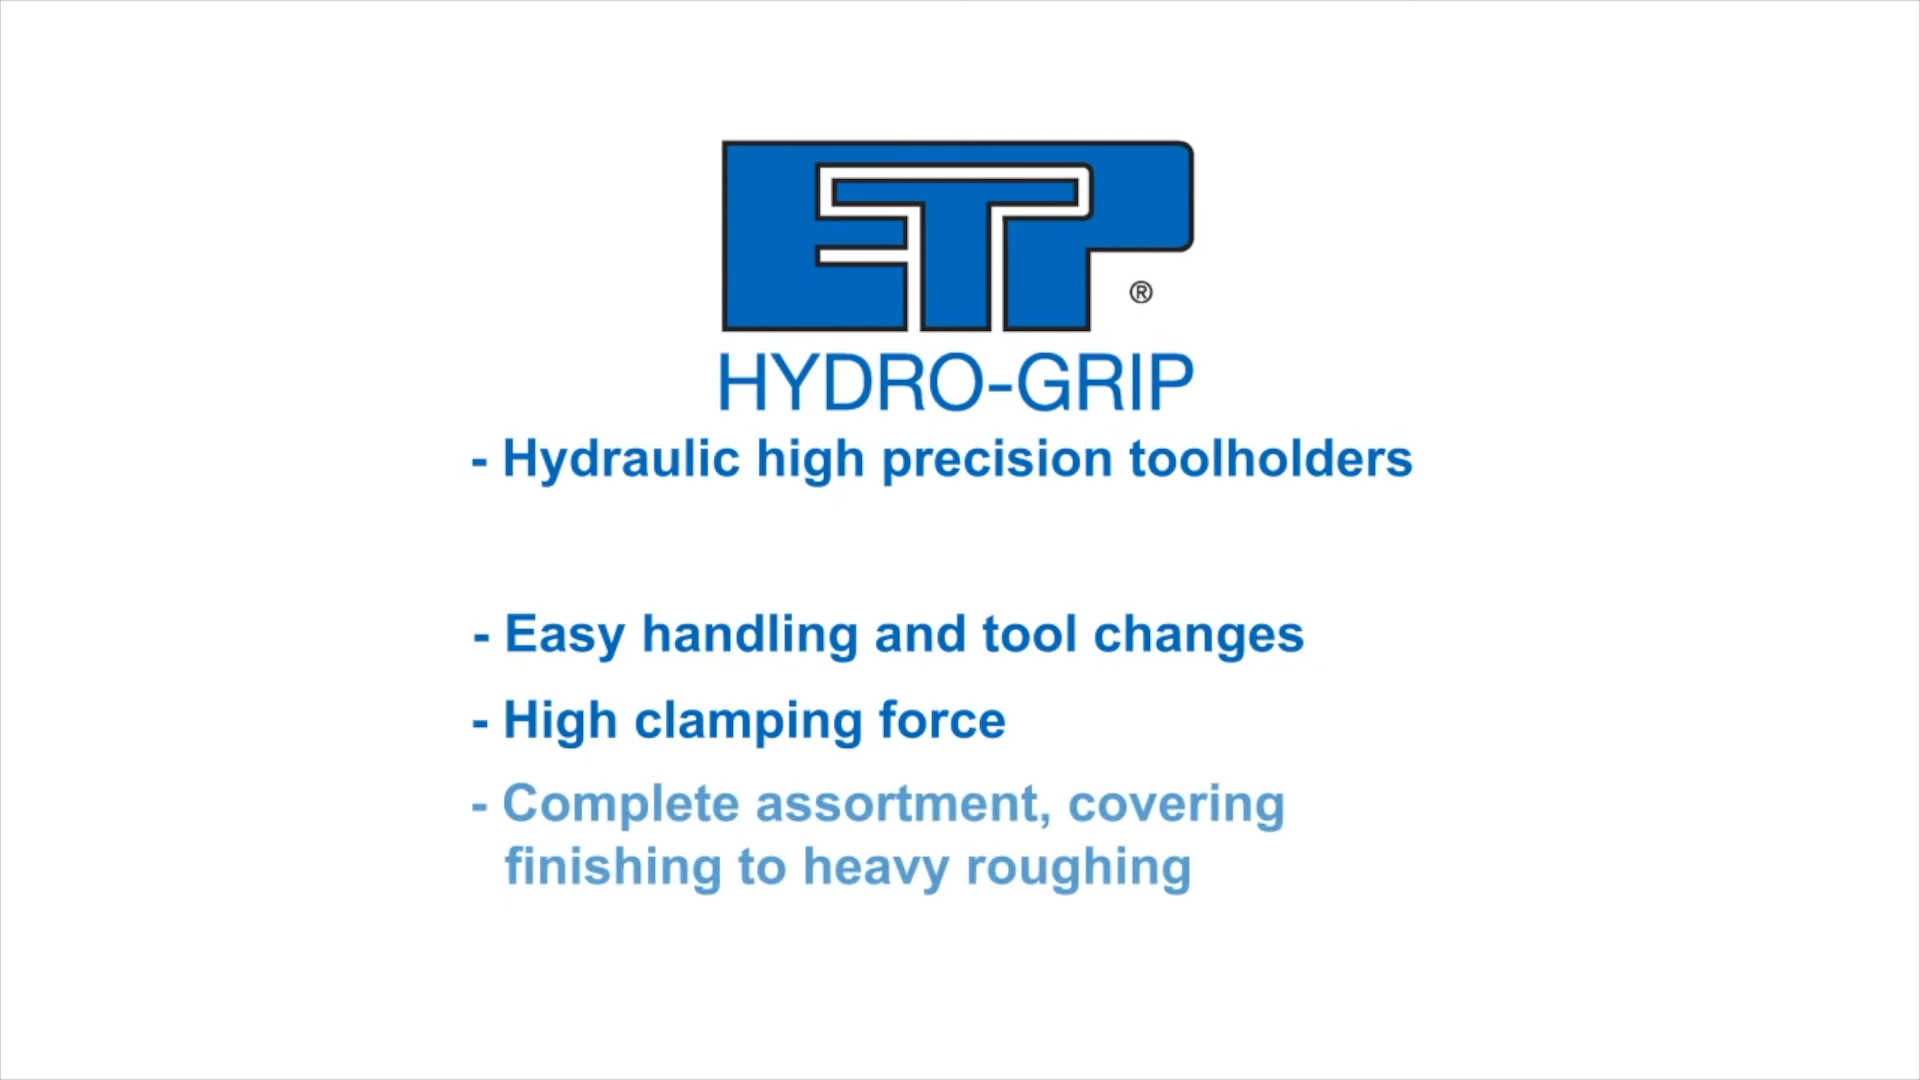 ETP
®
HYDRO-GRIP
- Hydraulic high precision toolholders
- Easy handling and tool changes
- High clamping force
- Complete assortment, covering
finishing to heavy roughing